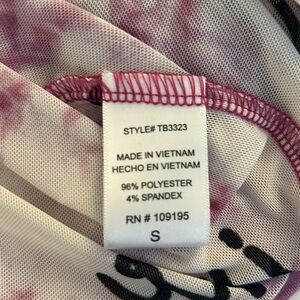 STYLE# TB3323
MADE IN VIETNAM
HECHO EN VIETNAM
96% POLYESTER
4% SPANDEX
RN # 109195
S